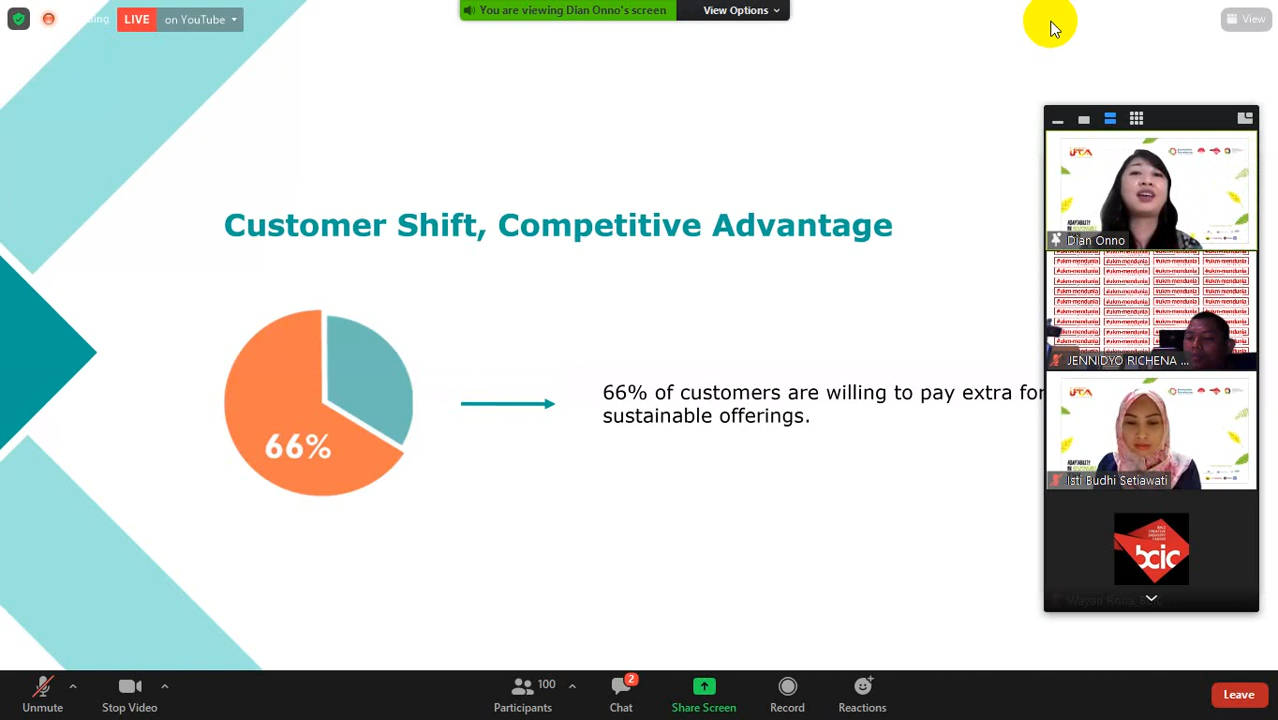 LIVE on YouTube
You are viewing Dian Onno's screen
View Options
View
Customer Shift, Competitive Advantage
66%
66% of customers are willing to pay extra for
sustainable offerings.
Dian Onno
#ukm-mendunia
JENNIDYO RICHENA ...
Isti Budhi Setiawati
bcic
Unmute
Stop Video
100
Participants
2
Chat
Share Screen
Record
Reactions
Leave